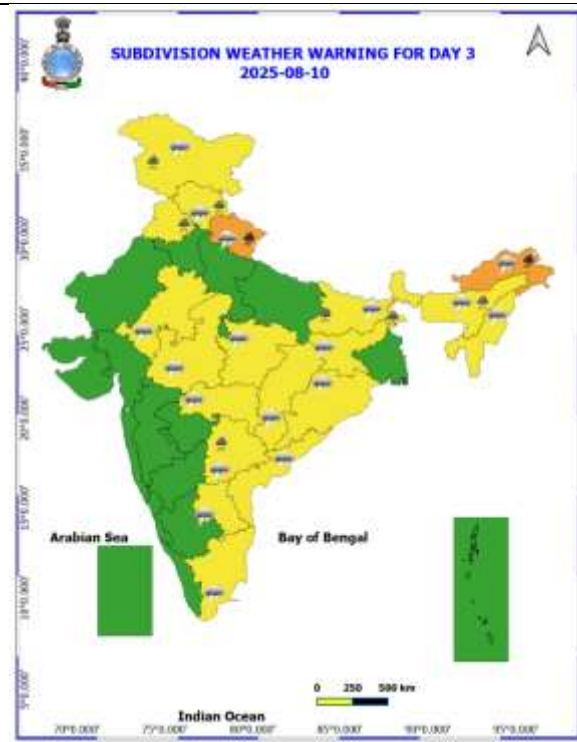 SUBDIVISION WEATHER WARNING FOR DAY 3
2025-08-10
Arabian Sea
Bay of Bengal
0 250 500 km
Indian Ocean
70°0.000' 75°0.000' 80°0.000' 85°0.000' 90°0.000' 95°0.000'